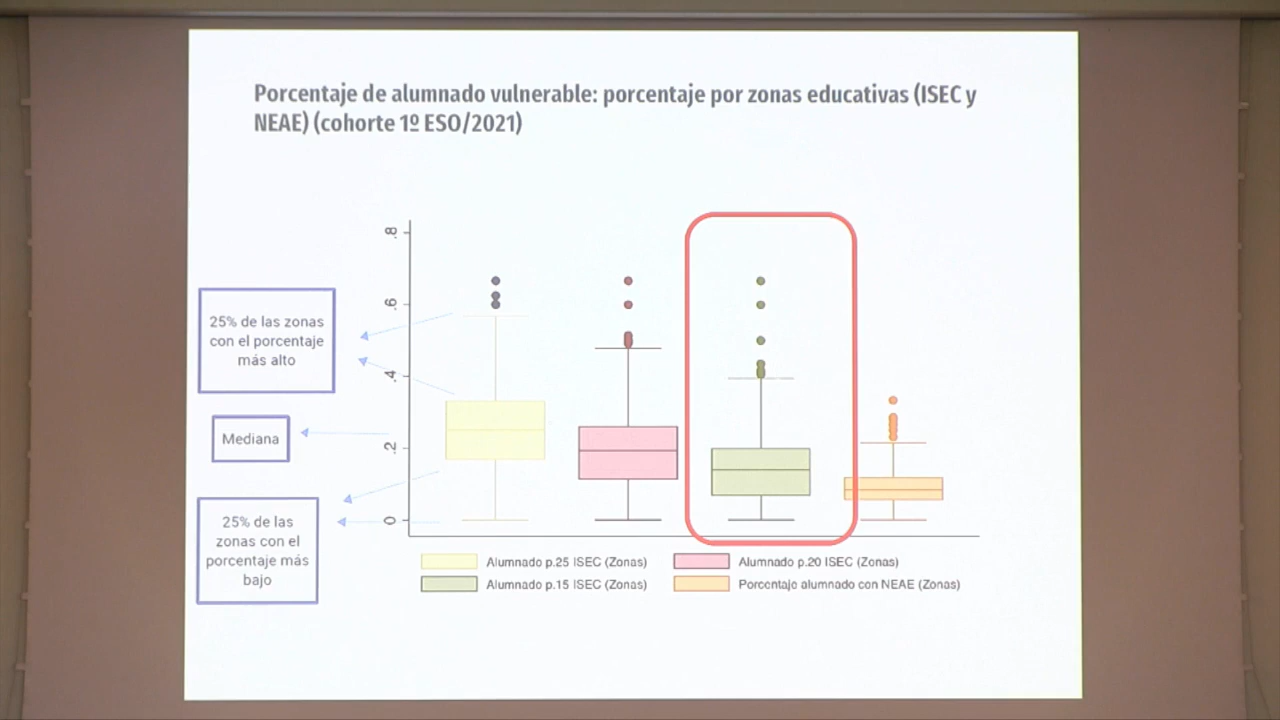 Porcentaje de alumnado vulnerable: porcentaje por zonas educativas (ISEC y
NEAE) (cohorte 1º ESO/2021)
25% de las zonas
con el porcentaje
más alto
Mediana
25% de las
zonas con el
porcentaje más
bajo
.8
.6
.4
.2
0
Alumnado p.25 ISEC (Zonas)
Alumnado p.20 ISEC (Zonas)
Alumnado p.15 ISEC (Zonas)
Porcentaje alumnado con NEAE (Zonas)